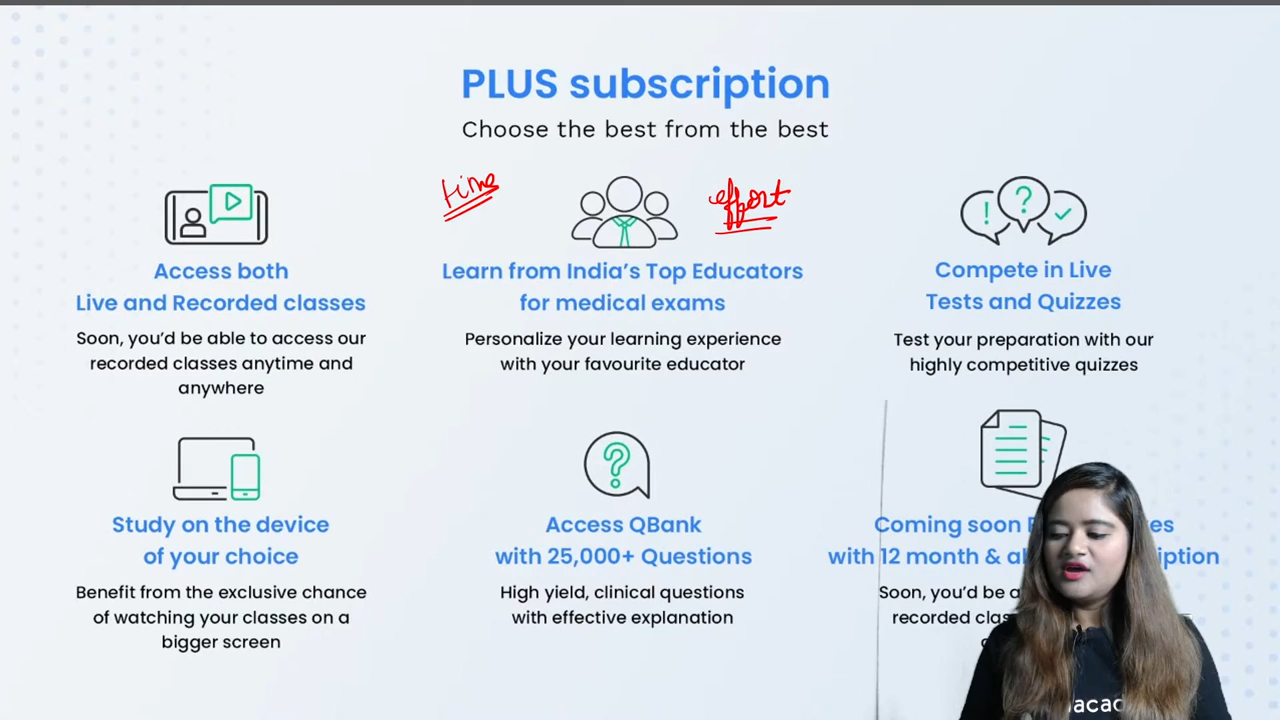 PLUS subscription
Choose the best from the best
time
effort
Access both
Live and Recorded classes
Soon, you’d be able to access our
recorded classes anytime and
anywhere
Learn from India’s Top Educators
for medical exams
Personalize your learning experience
with your favourite educator
Compete in Live
Tests and Quizzes
Test your preparation with our
highly competitive quizzes
Study on the device
of your choice
Benefit from the exclusive chance
of watching your classes on a
bigger screen
Access QBank
with 25,000+ Questions
High yield, clinical questions
with effective explanation
Coming soon
with 12 month &
Soon, you’d be
recorded